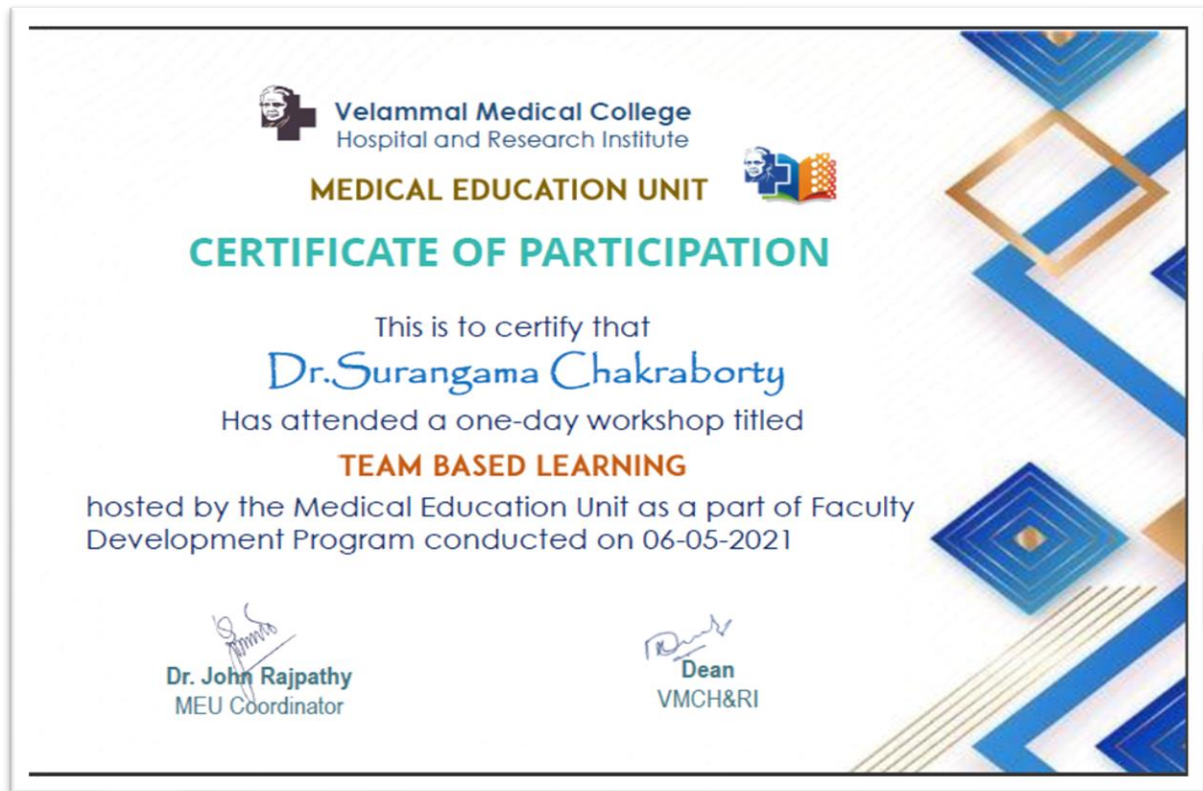 Velammal Medical College
Hospital and Research Institute
MEDICAL EDUCATION UNIT
CERTIFICATE OF PARTICIPATION
This is to certify that
Dr.Surangama Chakraborty
Has attended a one-day workshop titled
TEAM BASED LEARNING
hosted by the Medical Education Unit as a part of Faculty
Development Program conducted on 06-05-2021
Dr. John Rajpathy
MEU Coordinator
Dean
VMCH&RI